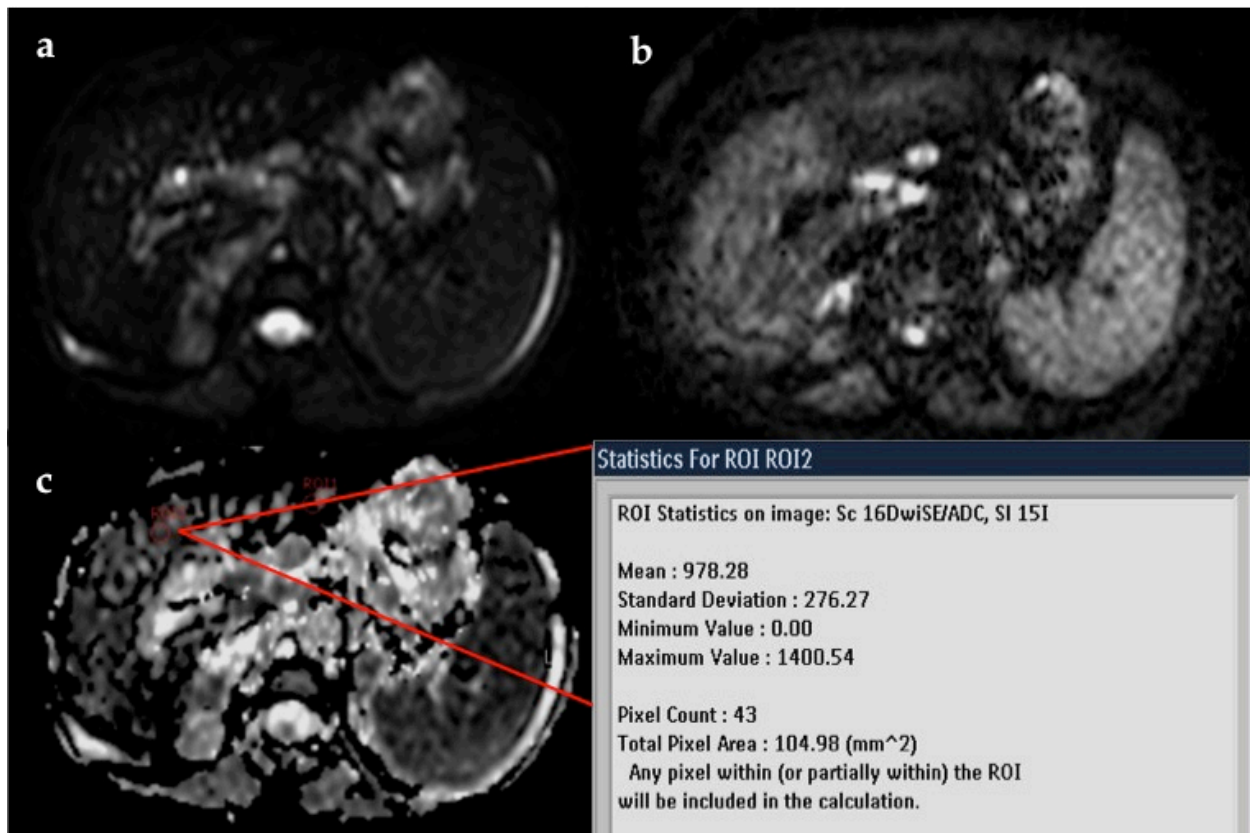 a
b
c
ROI1
Statistics For ROI ROI2
ROI Statistics on image: Sc 16DwiSE/ADC, Sl 15I
Mean : 978.28
Standard Deviation : 276.27
Minimum Value : 0.00
Maximum Value : 1400.54
Pixel Count : 43
Total Pixel Area : 104.98 (mm^2)
Any pixel within (or partially within) the ROI
will be included in the calculation.